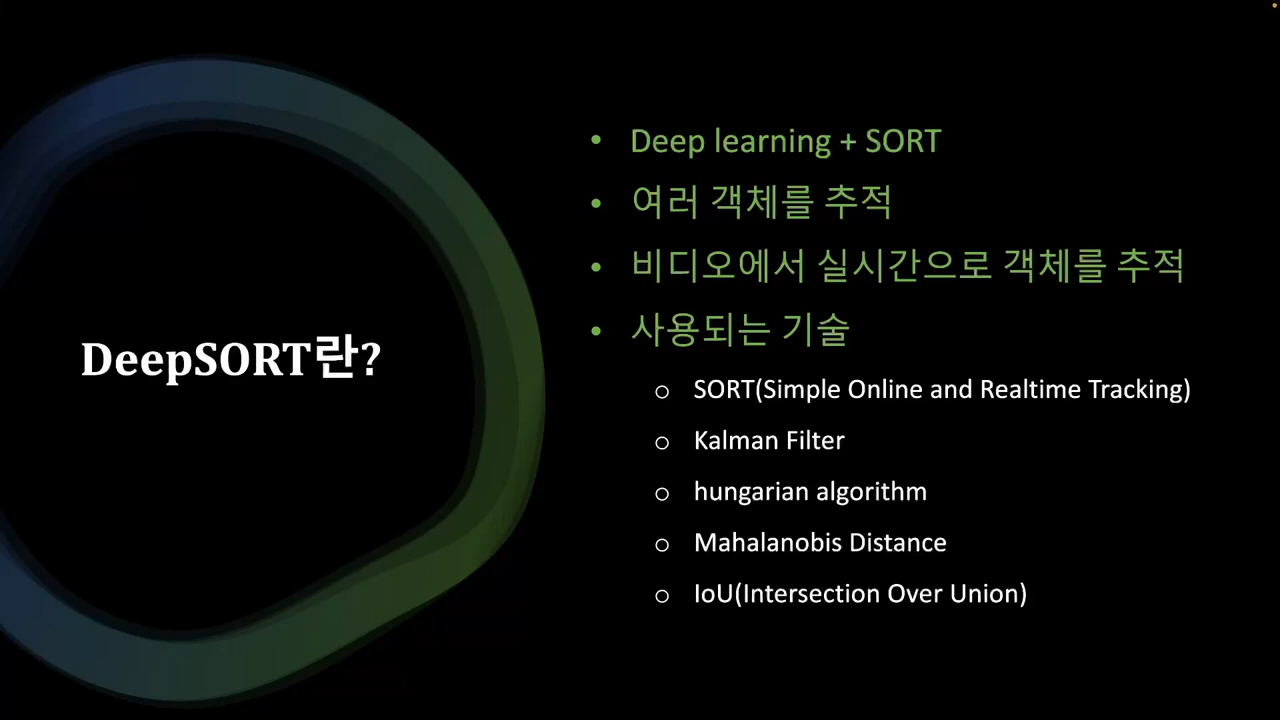 DeepSORT란?
• Deep learning + SORT
• 여러 객체를 추적
• 비디오에서 실시간으로 객체를 추적
• 사용되는 기술
o SORT(Simple Online and Realtime Tracking)
o Kalman Filter
o hungarian algorithm
o Mahalanobis Distance
o IoU(Intersection Over Union)